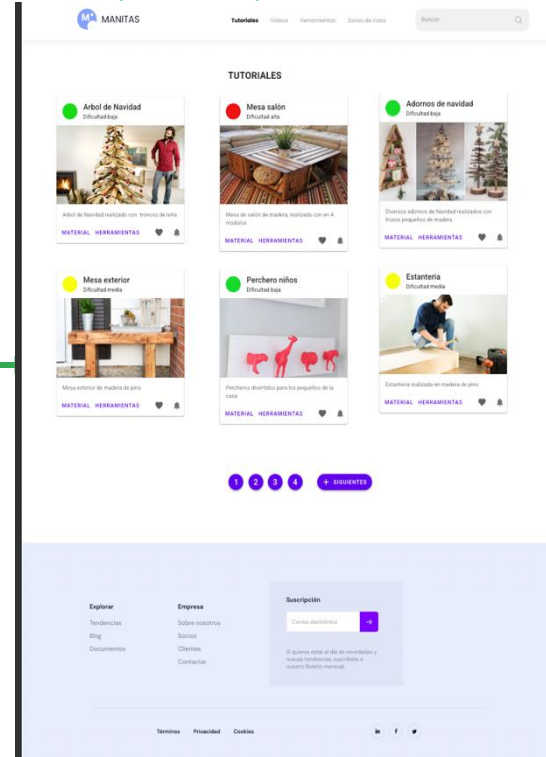 MANITAS
Tutoriales Videos Herramientas Zonas de casa
Buscar
TUTORIALES
Arbol de Navidad
Dificultad baja
Arbol de Navidad realizado con troncos de leña
MATERIAL HERRAMIENTAS
Mesa salón
Dificultad alta
Mesa de salón de madera, realizada con en 4
módulos
MATERIAL HERRAMIENTAS
Adornos de navidad
Dificultad baja
Diversos adornos de Navidad realizados con
trozos pequeños de madera
MATERIAL HERRAMIENTAS
Mesa exterior
Dificultad media
Mesa exterior de madera de pino
MATERIAL HERRAMIENTAS
Perchero niños
Dificultad baja
Percheros divertidos para los pequeños de la
casa
MATERIAL HERRAMIENTAS
Estanteria
Dificultad media
Estanteria realizada en madera de pino
MATERIAL HERRAMIENTAS
1 2 3 4 + SIGUIENTES
Explorar
Tendencias
Blog
Documentos
Empresa
Sobre nosotros
Socios
Clientes
Contactar
Suscripción
Correo electrónico
Si quieres estar al día de novedades y
nuevas tendencias, suscríbete a
nuestro Boletín mensual.
Términos Privacidad Cookies
in f